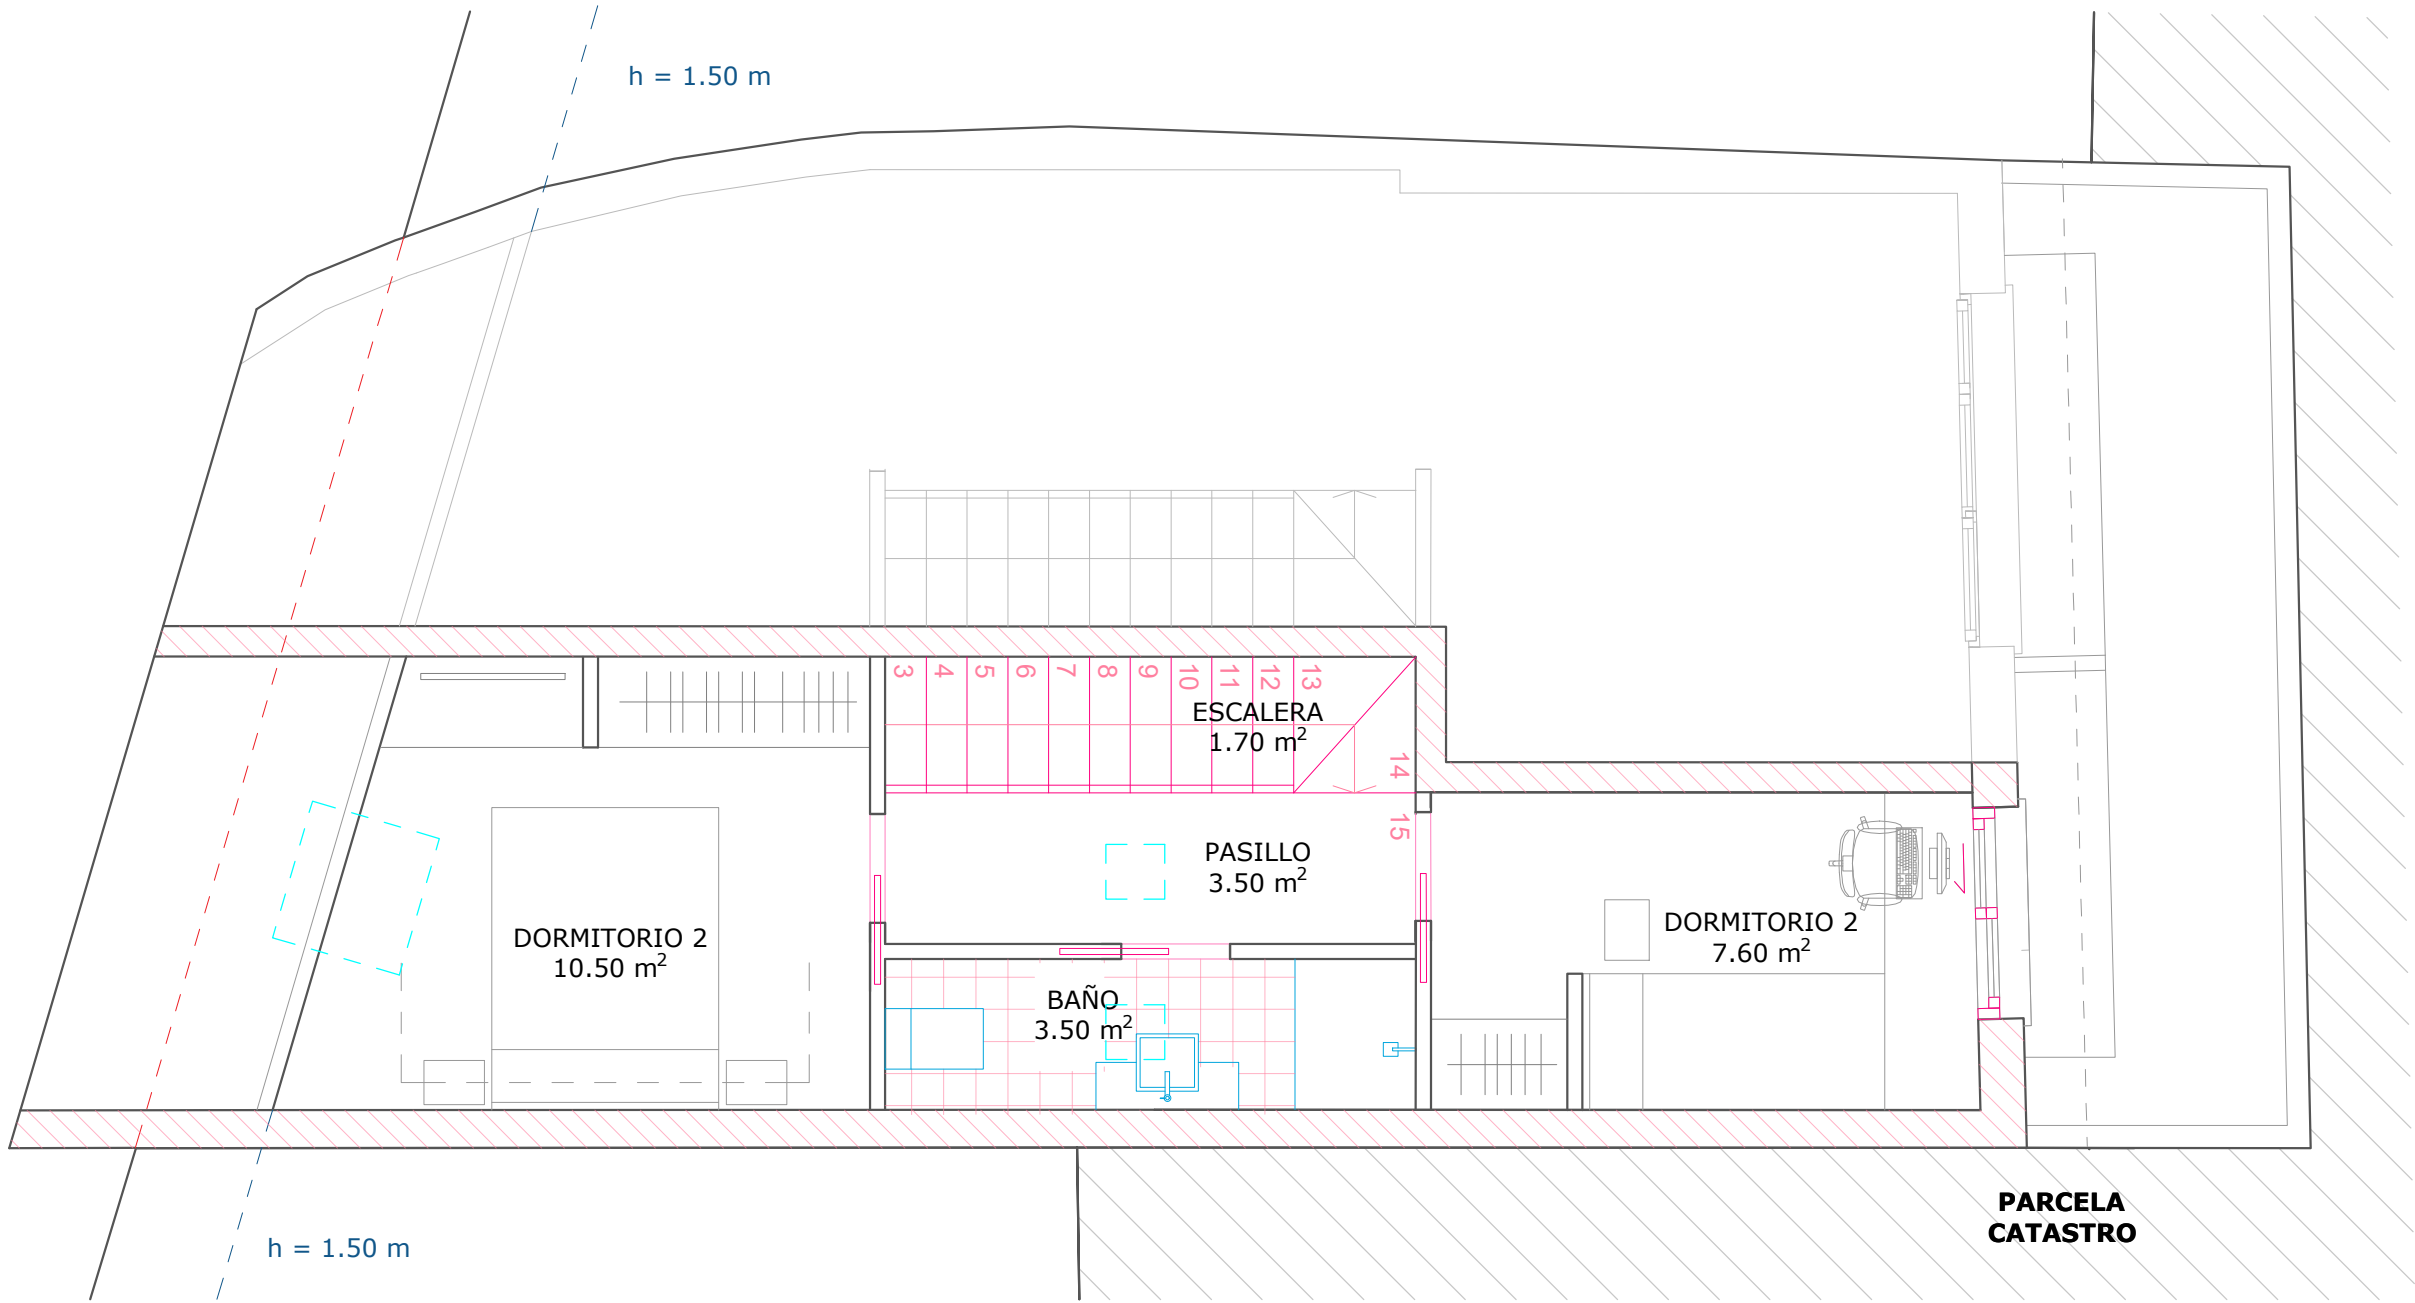 h = 1.50 m
3
4
5
6
7
8
9
10
11
12
13
ESCALERA
1.70 m²
14
15
PASILLO
3.50 m²
DORMITORIO 2
10.50 m²
DORMITORIO 2
7.60 m²
BAÑO
3.50 m²
PARCELA
CATASTRO
h = 1.50 m